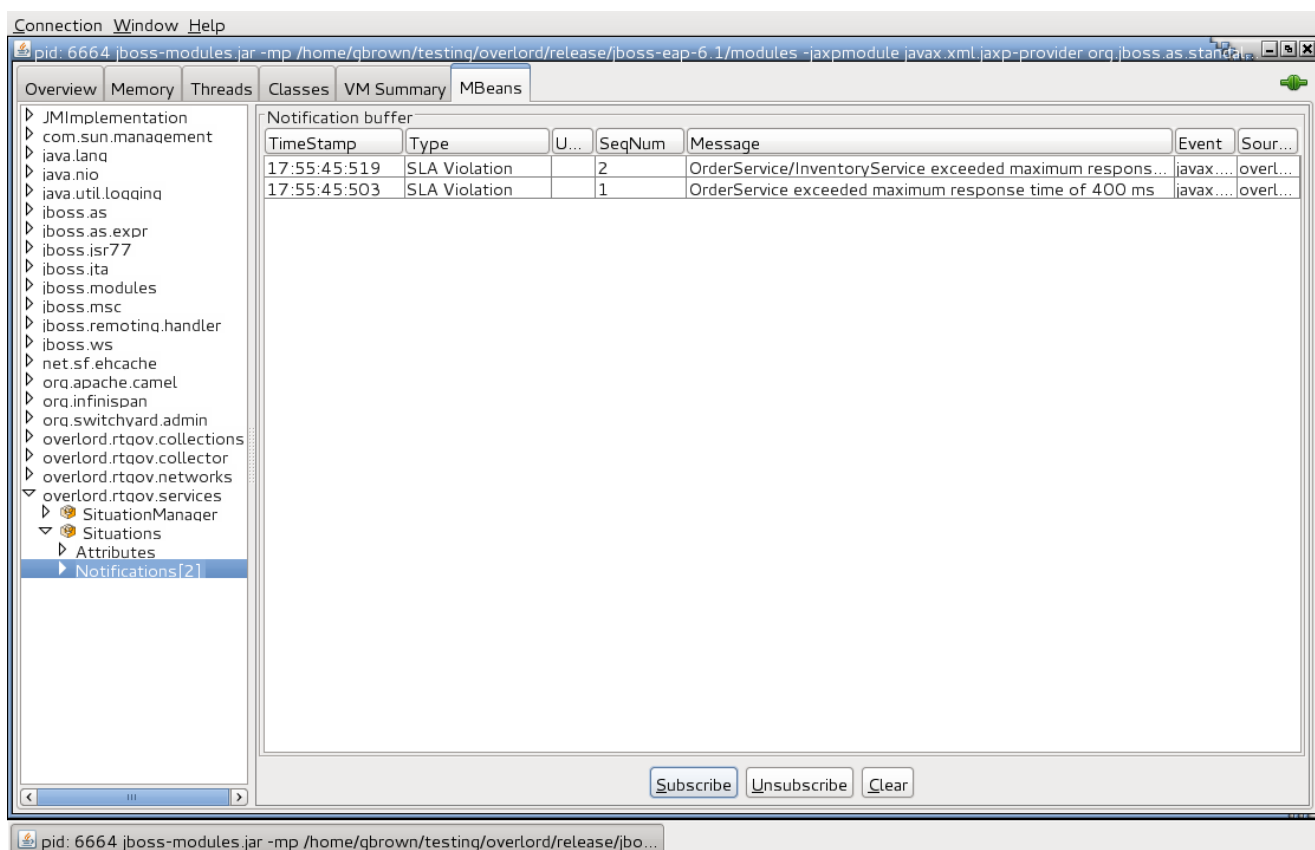 Connection Window Help
pid: 6664 jboss-modules.jar -mp /home/gbrown/testing/overlord/release/jboss-eap-6.1/modules -jaxpmodule javax.xml.jaxp-provider org.jboss.as.standal...
Overview Memory Threads Classes VM Summary MBeans
JMImplementation
com.sun.management
java.lang
java.nio
java.util.logging
jboss.as
jboss.as.expr
jboss.jsr77
jboss.jta
jboss.modules
jboss.msc
jboss.remoting.handler
jboss.ws
net.sf.ehcache
org.apache.camel
org.infinispan
org.switchyard.admin
overlord.rtgov.collections
overlord.rtgov.collector
overlord.rtgov.networks
overlord.rtgov.services
SituationManager
Situations
Attributes
Notifications[2]
Notification buffer
TimeStamp Type U... SeqNum Message Event Sour...
17:55:45:519 SLA Violation 2 OrderService/InventoryService exceeded maximum respons... javax.... overl...
17:55:45:503 SLA Violation 1 OrderService exceeded maximum response time of 400 ms javax.... overl...
Subscribe Unsubscribe Clear
pid: 6664 jboss-modules.jar -mp /home/gbrown/testing/overlord/release/jbo...